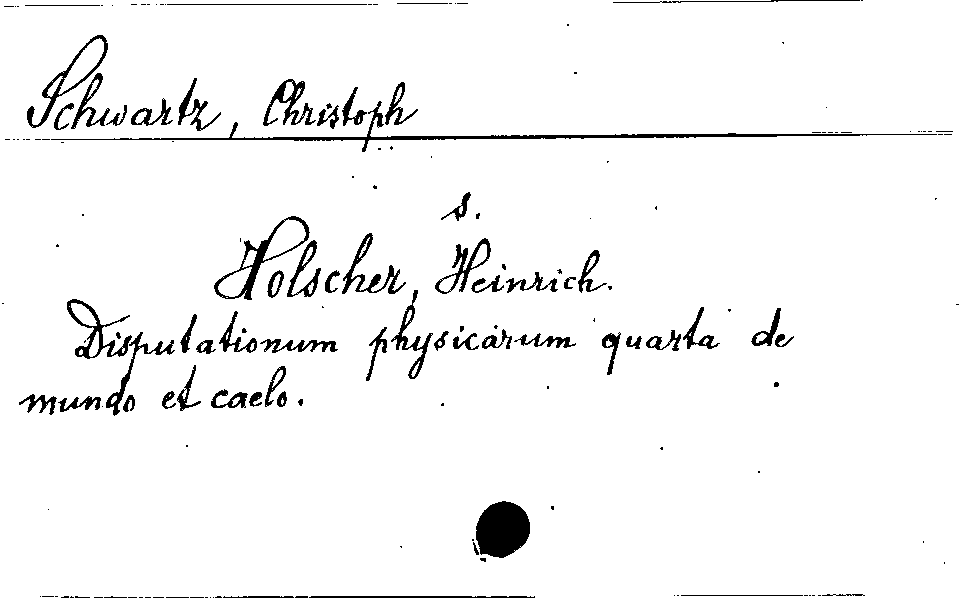 Schwartz, Christoph
s.
Holscher, Heinrich.
Disputationum physicarum quarta de
mundo et caelo.